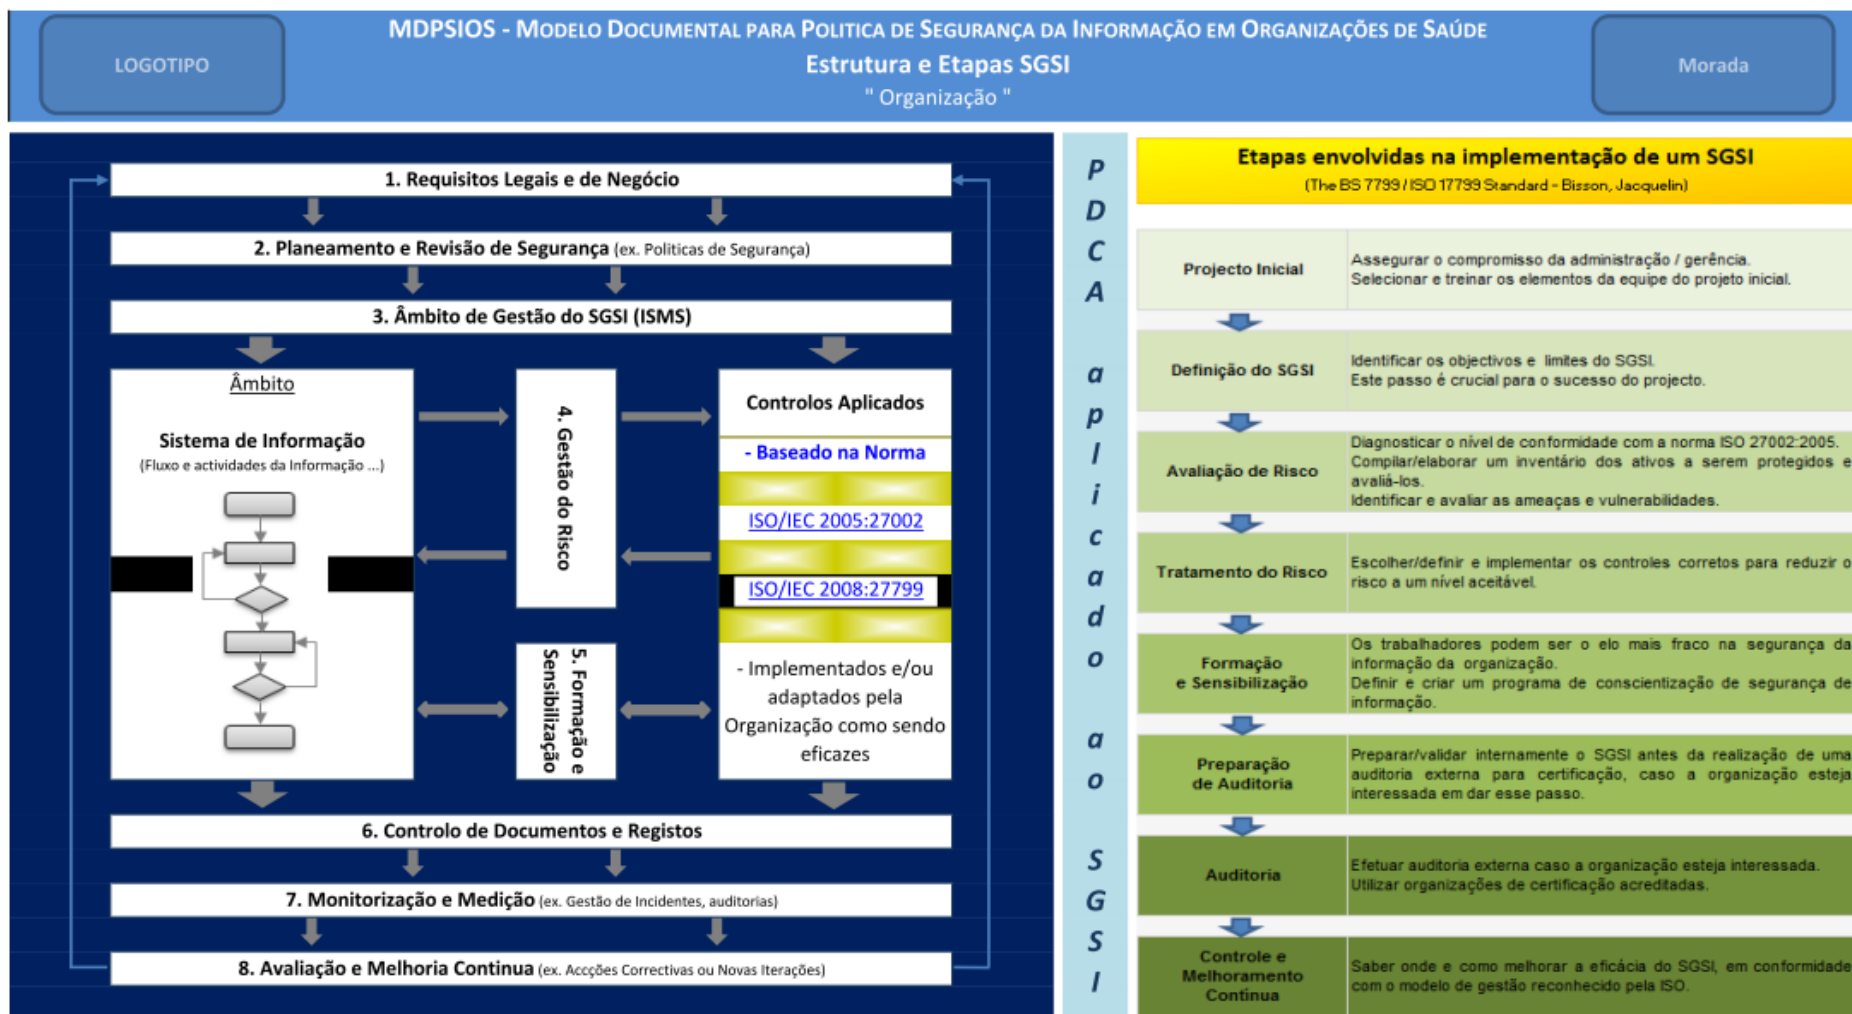 LOGOTIPO
MDPSIOS - MODELO DOCUMENTAL PARA POLITICA DE SEGURANÇA DA INFORMAÇÃO EM ORGANIZAÇÕES DE SAÚDE
Estrutura e Etapas SGSI
" Organização "
Morada
1. Requisitos Legais e de Negócio
2. Planeamento e Revisão de Segurança (ex. Politicas de Segurança)
3. Âmbito de Gestão do SGSI (ISMS)
Âmbito
Sistema de Informação
(Fluxo e actividades da Informação ...)
4. Gestão do Risco
5. Formação e
Sensibilização
Controlos Aplicados
- Baseado na Norma
ISO/IEC 2005:27002
ISO/IEC 2008:27799
- Implementados e/ou
adaptados pela
Organização como sendo
eficazes
6. Controlo de Documentos e Registos
7. Monitorização e Medição (ex. Gestão de Incidentes, auditorias)
8. Avaliação e Melhoria Continua (ex. Accções Correctivas ou Novas Iterações)
PDCA aplicado ao SGSI
Etapas envolvidas na implementação de um SGSI
(The BS 7799 / ISO 17799 Standard - Bisson, Jacquelin)
Projecto Inicial
Assegurar o compromisso da administração / gerência.
Selecionar e treinar os elementos da equipe do projeto inicial.
Definição do SGSI
Identificar os objectivos e limites do SGSI.
Este passo é crucial para o sucesso do projecto.
Avaliação de Risco
Diagnosticar o nível de conformidade com a norma ISO 27002:2005.
Compilar/elaborar um inventário dos ativos a serem protegidos e
avaliá-los.
Identificar e avaliar as ameaças e vulnerabilidades.
Tratamento do Risco
Escolher/definir e implementar os controles corretos para reduzir o
risco a um nível aceitável.
Formação
e Sensibilização
Os trabalhadores podem ser o elo mais fraco na segurança da
informação da organização.
Definir e criar um programa de conscientização de segurança de
informação.
Preparação
de Auditoria
Preparar/validar internamente o SGSI antes da realização de uma
auditoria externa para certificação, caso a organização esteja
interessada em dar esse passo.
Auditoria
Efetuar auditoria externa caso a organização esteja interessada.
Utilizar organizações de certificação acreditadas.
Controle e
Melhoramento
Continua
Saber onde e como melhorar a eficácia do SGSI, em conformidade
com o modelo de gestão reconhecido pela ISO.